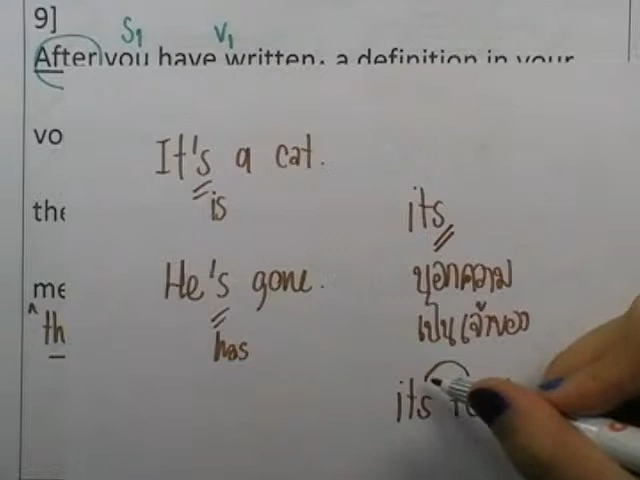 9]
S1 V1
After you have written, a definition in your
vo
the
me
^ th
It's a cat.
is
He's gone.
has
its
บอกความ
เป็นเจ้าของ
its